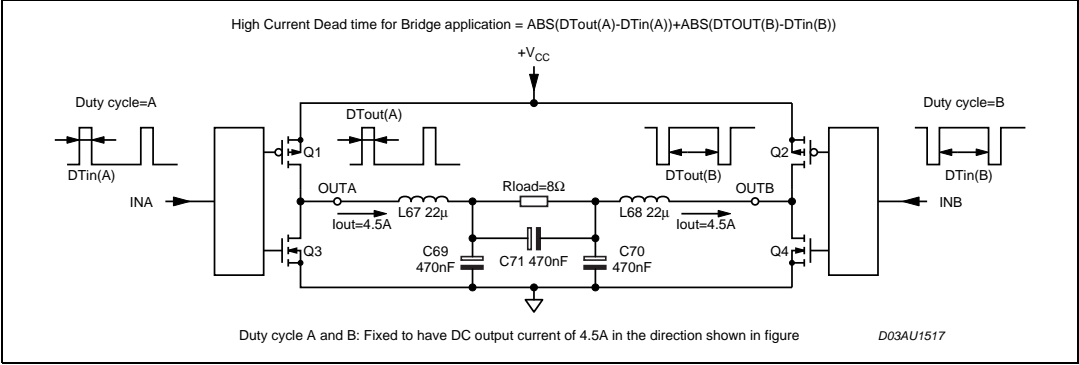 High Current Dead time for Bridge application = ABS(DTout(A)-DTin(A))+ABS(DTOUT(B)-DTin(B))
+VCC
Duty cycle=A
DTout(A)
Duty cycle=B
Q1
Q2
DTin(A)
DTout(B)
DTin(B)
INA
OUTA
Rload=8Ω
OUTB
INB
L67 22µ
L68 22µ
Iout=4.5A
Iout=4.5A
Q3
C69
470nF
C71 470nF
C70
470nF
Q4
Duty cycle A and B: Fixed to have DC output current of 4.5A in the direction shown in figure
D03AU1517